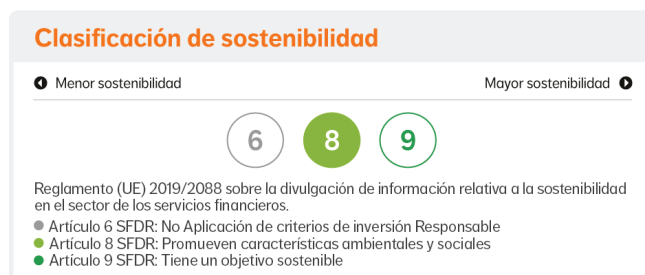 Clasificación de sostenibilidad
Menor sostenibilidad
Mayor sostenibilidad
6 8 9
Reglamento (UE) 2019/2088 sobre la divulgación de información relativa a la sostenibilidad
en el sector de los servicios financieros.
Artículo 6 SFDR: No Aplicación de criterios de inversión Responsable
Artículo 8 SFDR: Promueven características ambientales y sociales
Artículo 9 SFDR: Tiene un objetivo sostenible